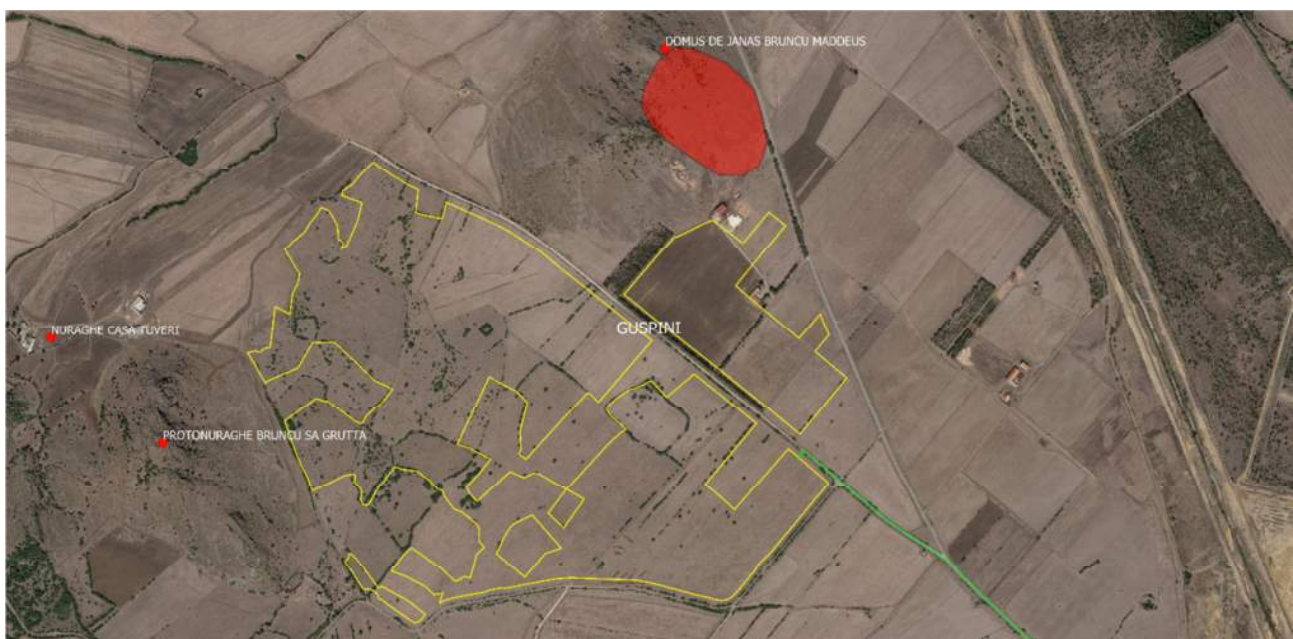 DOMUS DE JANAS BRUNCU MADDEUS
GUSPINI
NURAGHE CASA TUVERI
PROTONURAGHE BRUNCU SA GRUTTA